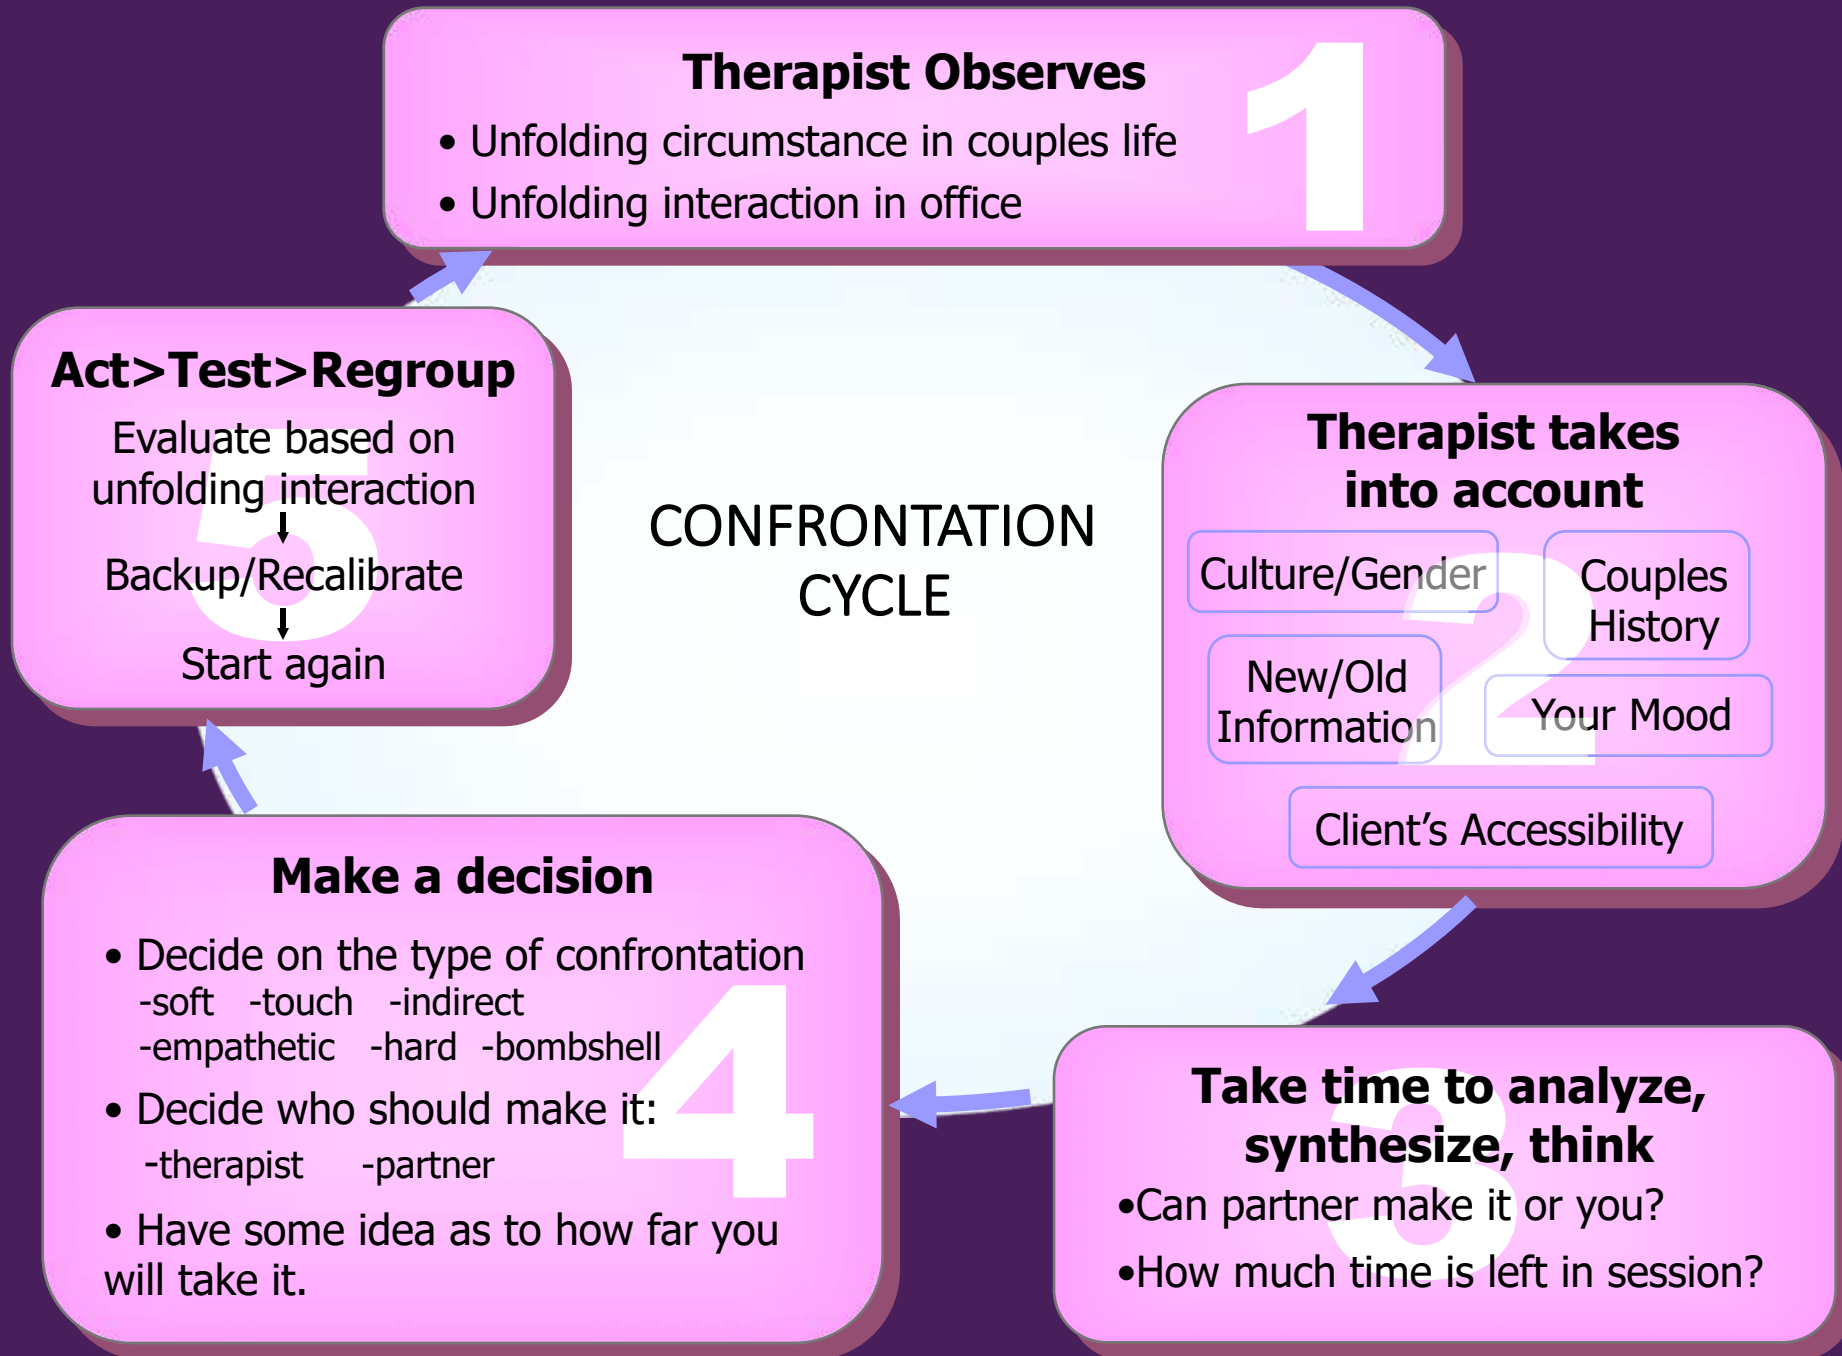 Therapist Observes
• Unfolding circumstance in couples life
• Unfolding interaction in office
1
Therapist takes
into account
Culture/Gender
Couples
History
New/Old
Information
Your Mood
Client’s Accessibility
2
Take time to analyze,
synthesize, think
•Can partner make it or you?
•How much time is left in session?
3
Make a decision
• Decide on the type of confrontation
-soft -touch -indirect
-empathetic -hard -bombshell
• Decide who should make it:
-therapist -partner
• Have some idea as to how far you
will take it.
4
Act>Test>Regroup
Evaluate based on
unfolding interaction
Backup/Recalibrate
Start again
5
CONFRONTATION
CYCLE